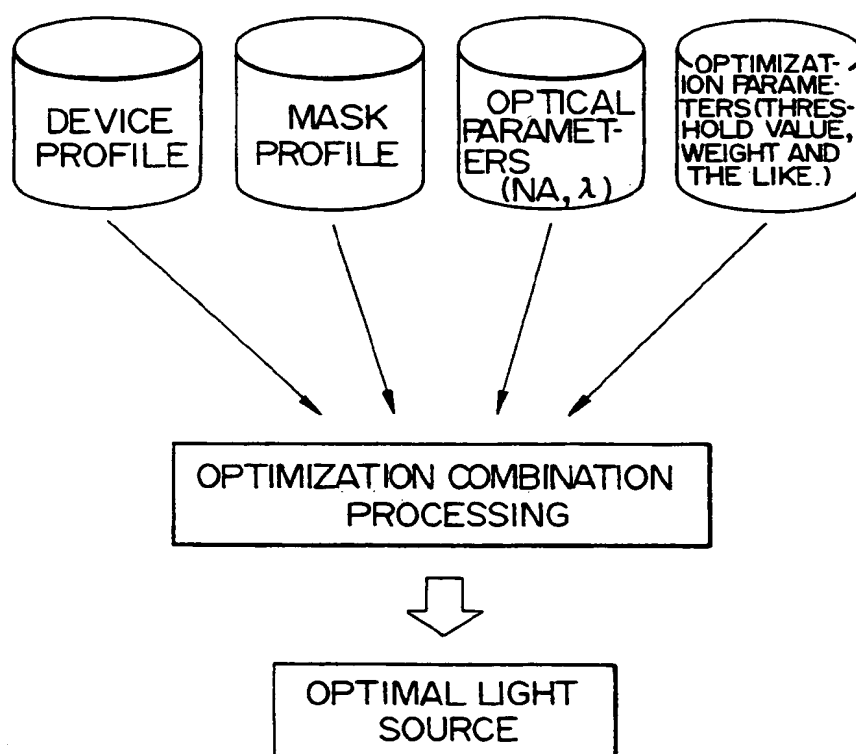 DEVICE
PROFILE
MASK
PROFILE
OPTICAL
PARAMET-
ERS
(NA, λ)
OPTIMIZAT-
ION PARAME-
TERS(THRES-
HOLD VALUE,
WEIGHT AND
THE LIKE.)
OPTIMIZATION COMBINATION
PROCESSING
OPTIMAL LIGHT
SOURCE